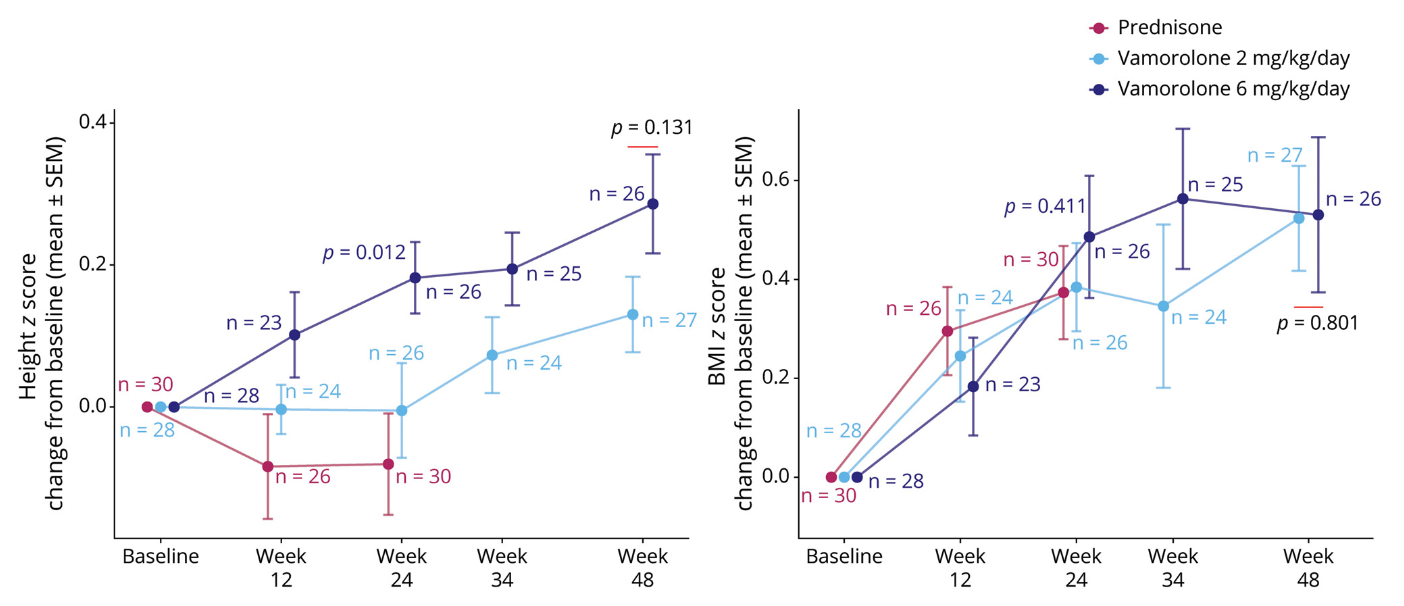 Prednisone
Vamorolone 2 mg/kg/day
Vamorolone 6 mg/kg/day
Height z score
change from baseline (mean ± SEM)
0.4
0.2
0.0
p = 0.131
n = 26
p = 0.012
n = 25
n = 26
n = 23
n = 27
n = 26
n = 24
n = 30
n = 28
n = 24
n = 28
n = 26
n = 30
Baseline
Week
12
Week
24
Week
34
Week
48
BMI z score
change from baseline (mean ± SEM)
0.6
0.4
0.2
0.0
n = 27
n = 25
n = 26
p = 0.411
n = 26
n = 30
n = 24
n = 26
n = 24
p = 0.801
n = 26
n = 23
n = 28
n = 28
n = 30
Baseline
Week
12
Week
24
Week
34
Week
48